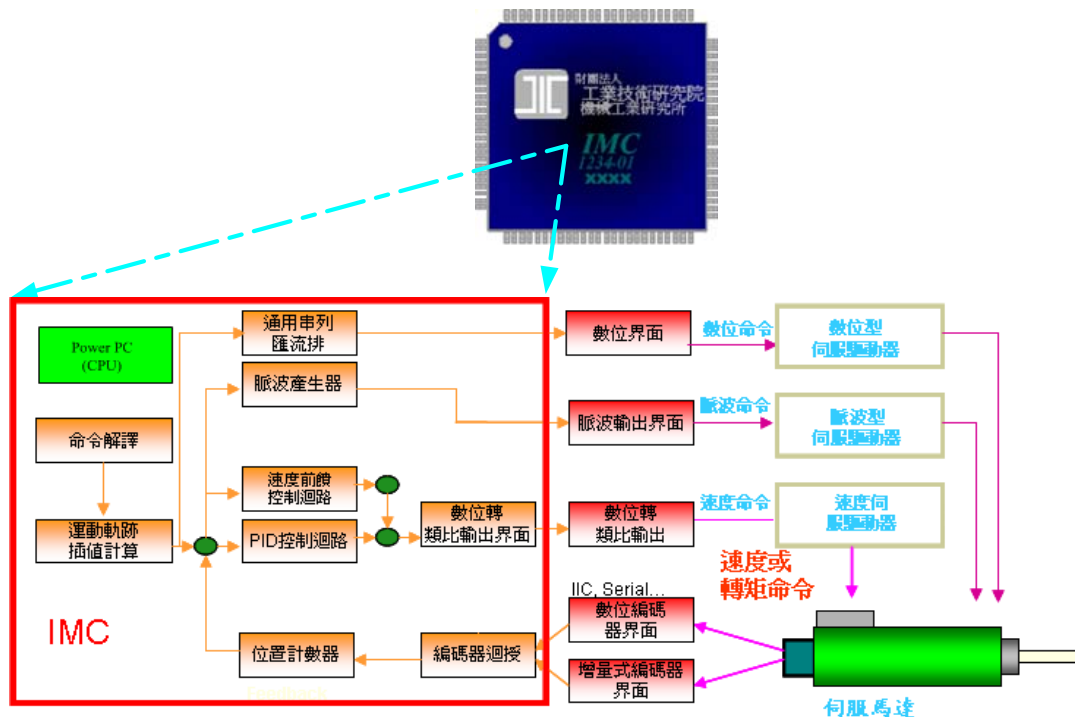 財團法人
工業技術研究院
機械工業研究所
IMC
1234-01
XXXX
Power PC
(CPU)
通用串列
匯流排
數位界面
數位命令
數位型
伺服驅動器
脈波產生器
命令解譯
脈波輸出界面
脈波命令
脈波型
伺服驅動器
速度前饋
控制迴路
運動軌跡
插值計算
PID控制迴路
數位轉
類比輸出界面
數位轉
類比輸出
速度命令
速度伺
服驅動器
速度或
轉矩命令
IIC, Serial...
數位編碼
器界面
IMC
位置計數器
編碼器迴授
增量式編碼器
界面
伺服馬達